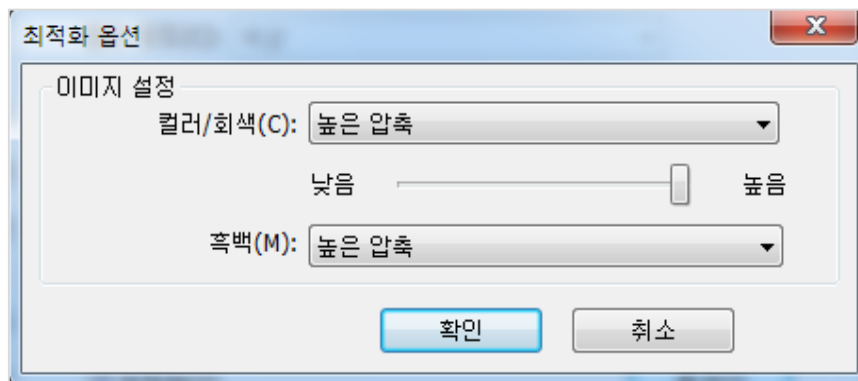 최적화 옵션
이미지 설정
컬러/회색(C): 높은 압축
낮음 높음
흑백(M): 높은 압축
확인 취소